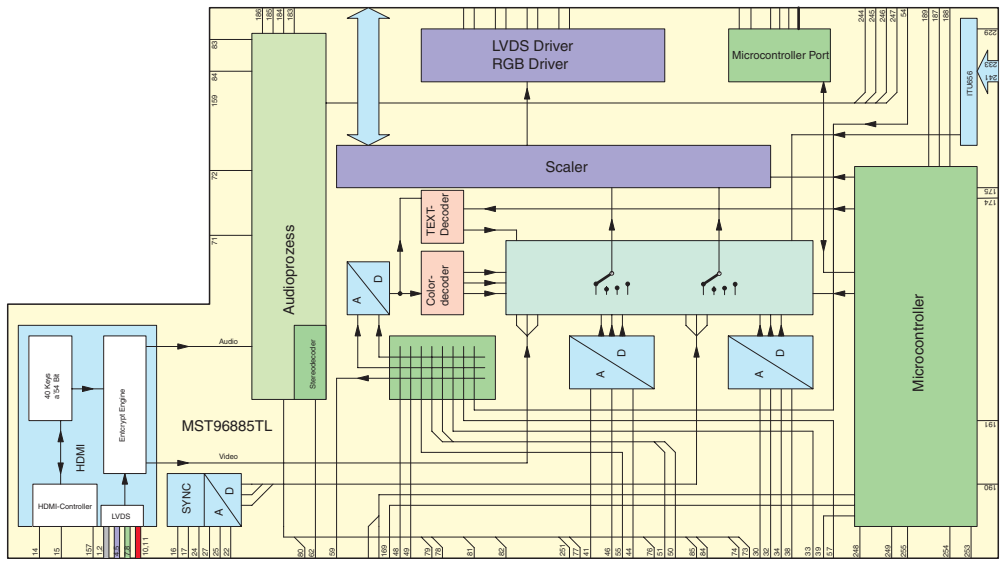 186
185
184
183
244
245
246
247
54
189
187
188
229
83
84
159
72
71
LVDS Driver
RGB Driver
Microcontroller Port
ITU656
233
241
Scaler
175
174
Audioprozess
TEXT-
Decoder
Color-
decoder
A
D
Microcontroller
Stereodecoder
A
D
A
D
Audio
40 Keys
a 54 Bit
Entcrypt Engine
HDMI
MST96885TL
191
Video
SYNC
A
D
190
HDMI-Controller
LVDS
14
15
157
1,2
4,5
7,8
10,11
16
17
24
27
25
22
80
62
59
169
48
49
79
78
81
82
251
77
41
46
55
44
76
51
50
85
84
74
73
30
32
34
38
33
39
57
248
249
255
254
253